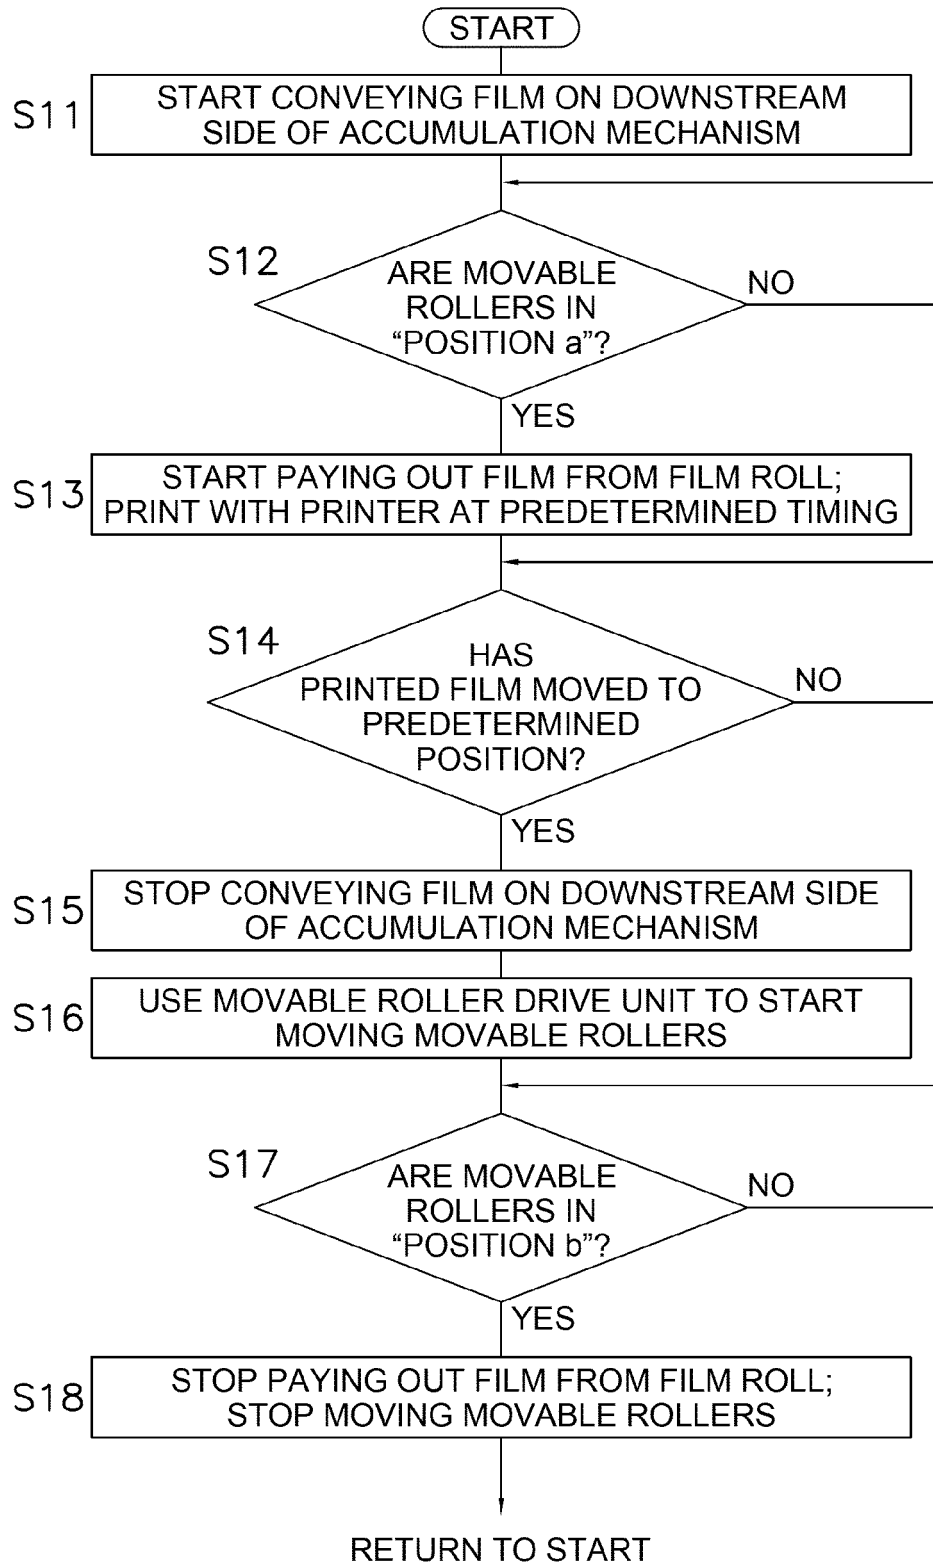 START
S11
START CONVEYING FILM ON DOWNSTREAM
SIDE OF ACCUMULATION MECHANISM
S12
ARE MOVABLE
ROLLERS IN
“POSITION a”?
NO
YES
S13
START PAYING OUT FILM FROM FILM ROLL;
PRINT WITH PRINTER AT PREDETERMINED TIMING
S14
HAS
PRINTED FILM MOVED TO
PREDETERMINED
POSITION?
NO
YES
S15
STOP CONVEYING FILM ON DOWNSTREAM SIDE
OF ACCUMULATION MECHANISM
S16
USE MOVABLE ROLLER DRIVE UNIT TO START
MOVING MOVABLE ROLLERS
S17
ARE MOVABLE
ROLLERS IN
“POSITION b”?
NO
YES
S18
STOP PAYING OUT FILM FROM FILM ROLL;
STOP MOVING MOVABLE ROLLERS
RETURN TO START